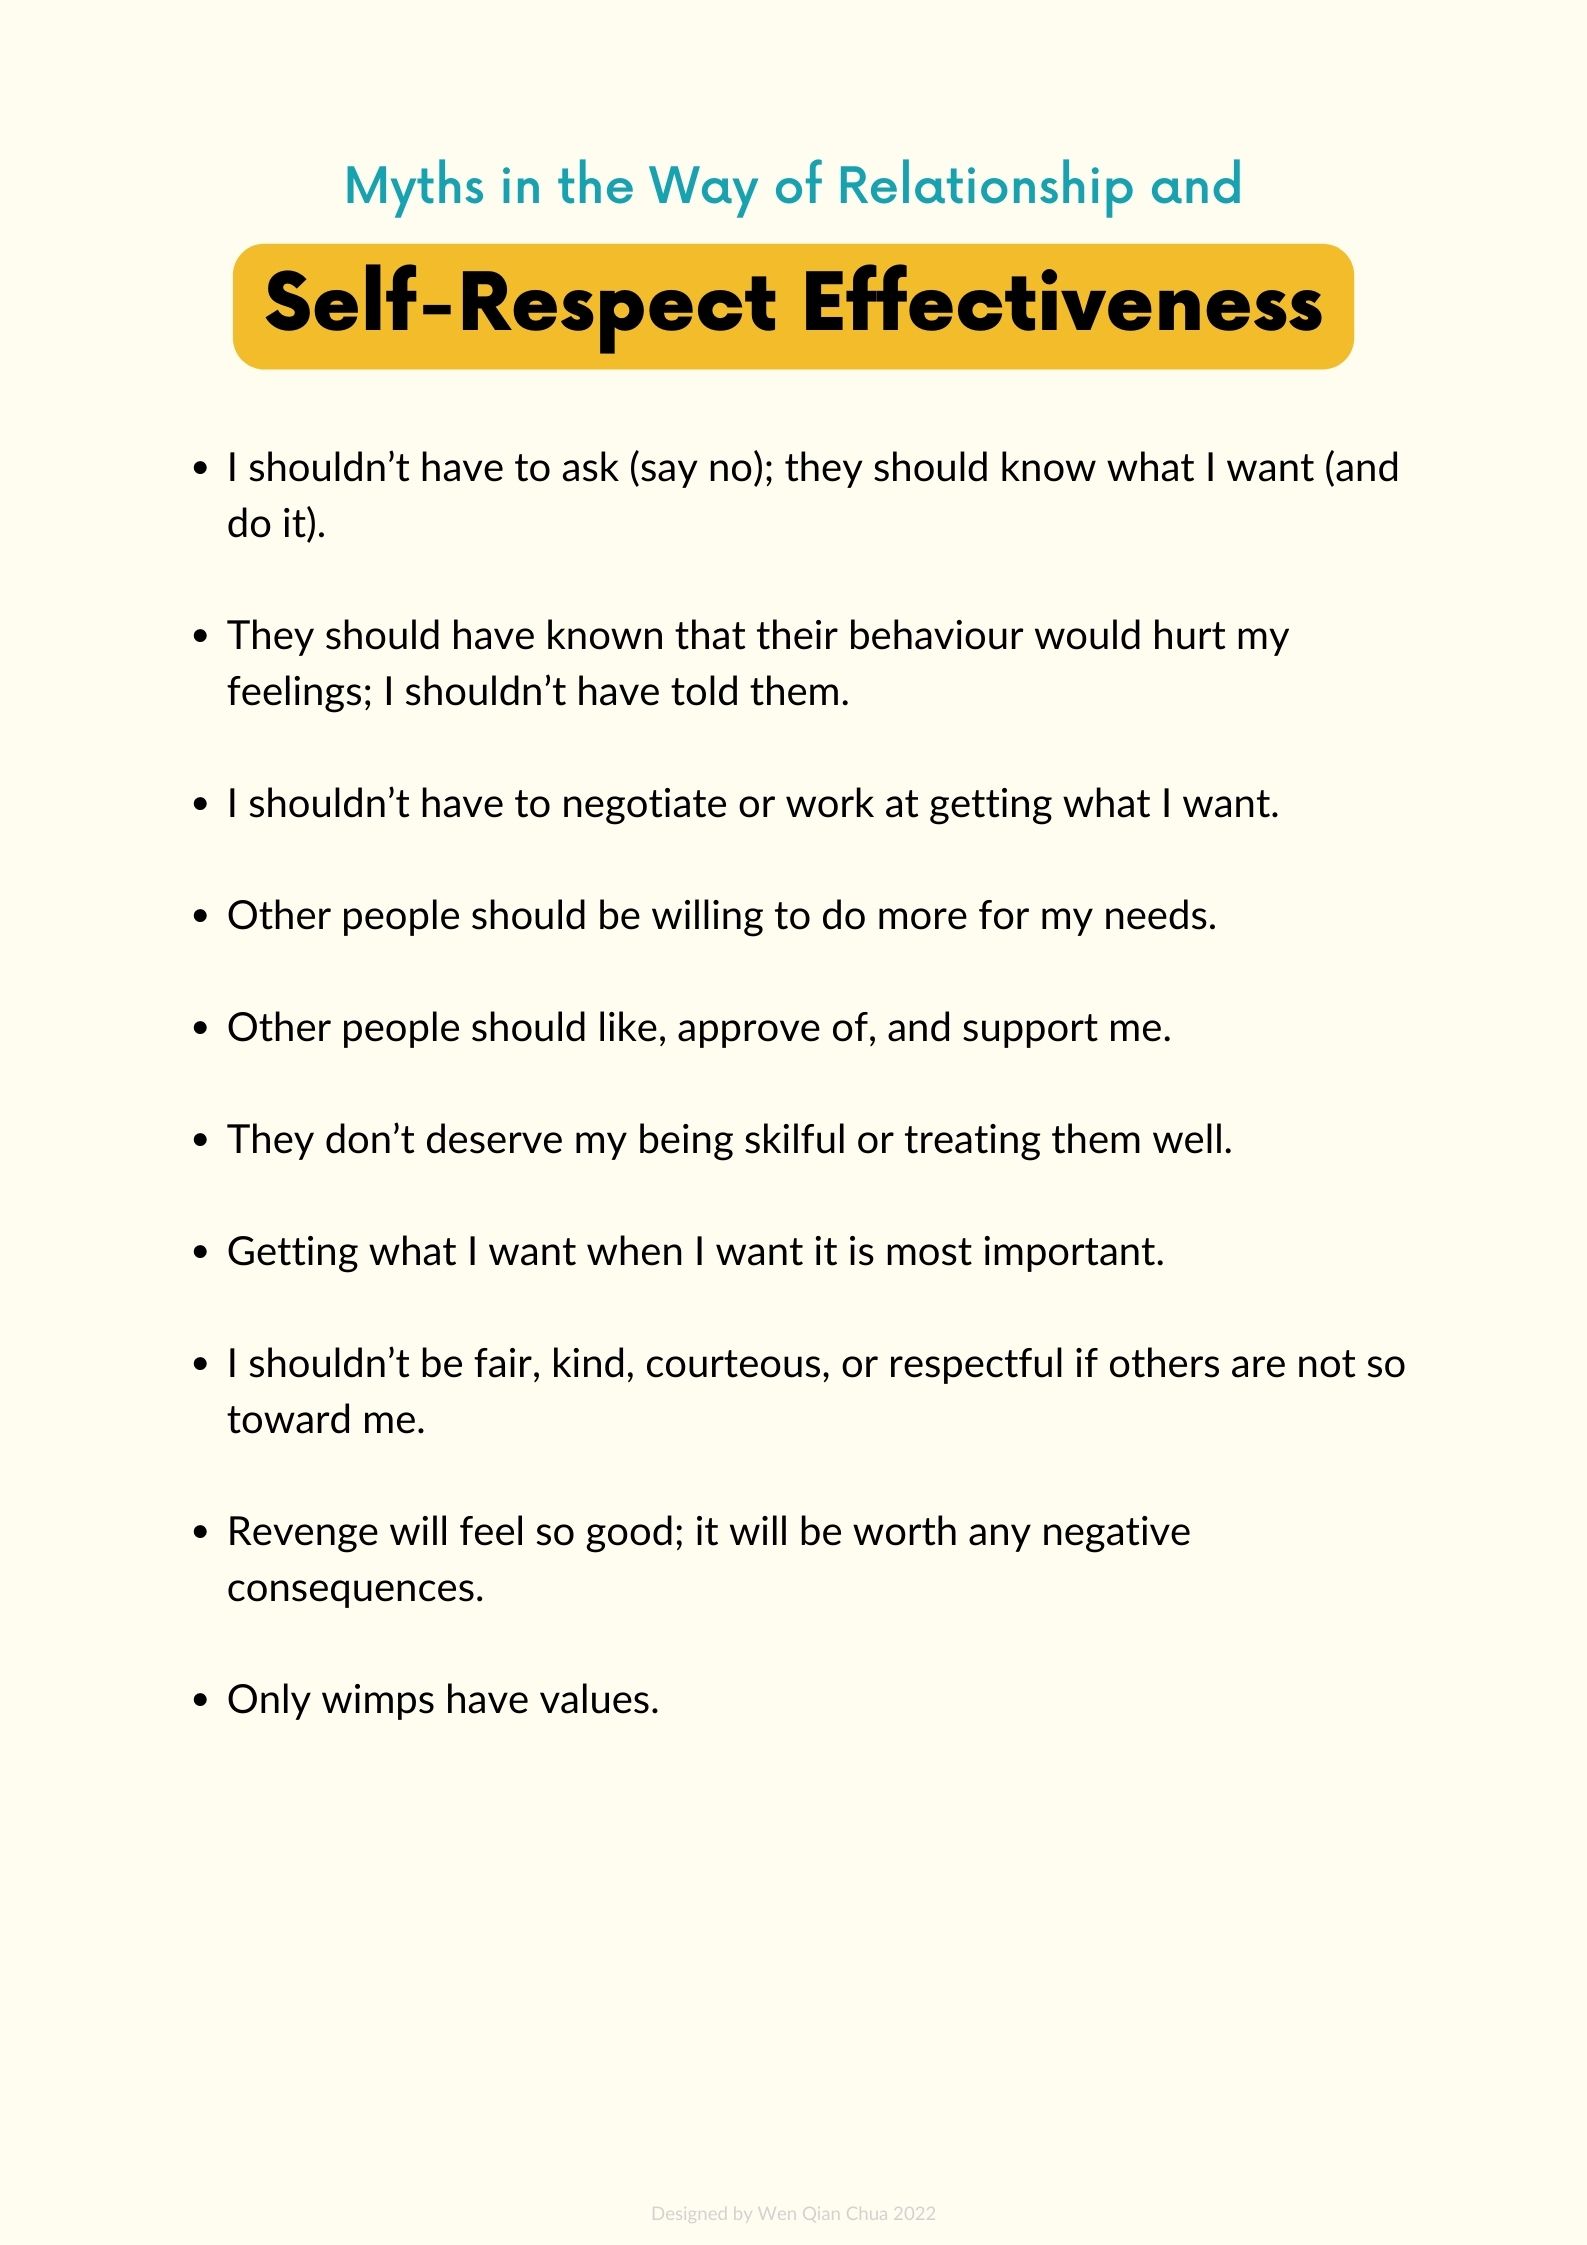 Myths in the Way of Relationship and
Self-Respect Effectiveness
• I shouldn’t have to ask (say no); they should know what I want (and
do it).
• They should have known that their behaviour would hurt my
feelings; I shouldn’t have told them.
• I shouldn’t have to negotiate or work at getting what I want.
• Other people should be willing to do more for my needs.
• Other people should like, approve of, and support me.
• They don’t deserve my being skilful or treating them well.
• Getting what I want when I want it is most important.
• I shouldn’t be fair, kind, courteous, or respectful if others are not so
toward me.
• Revenge will feel so good; it will be worth any negative
consequences.
• Only wimps have values.
Designed by Wen Qian Chua 2022